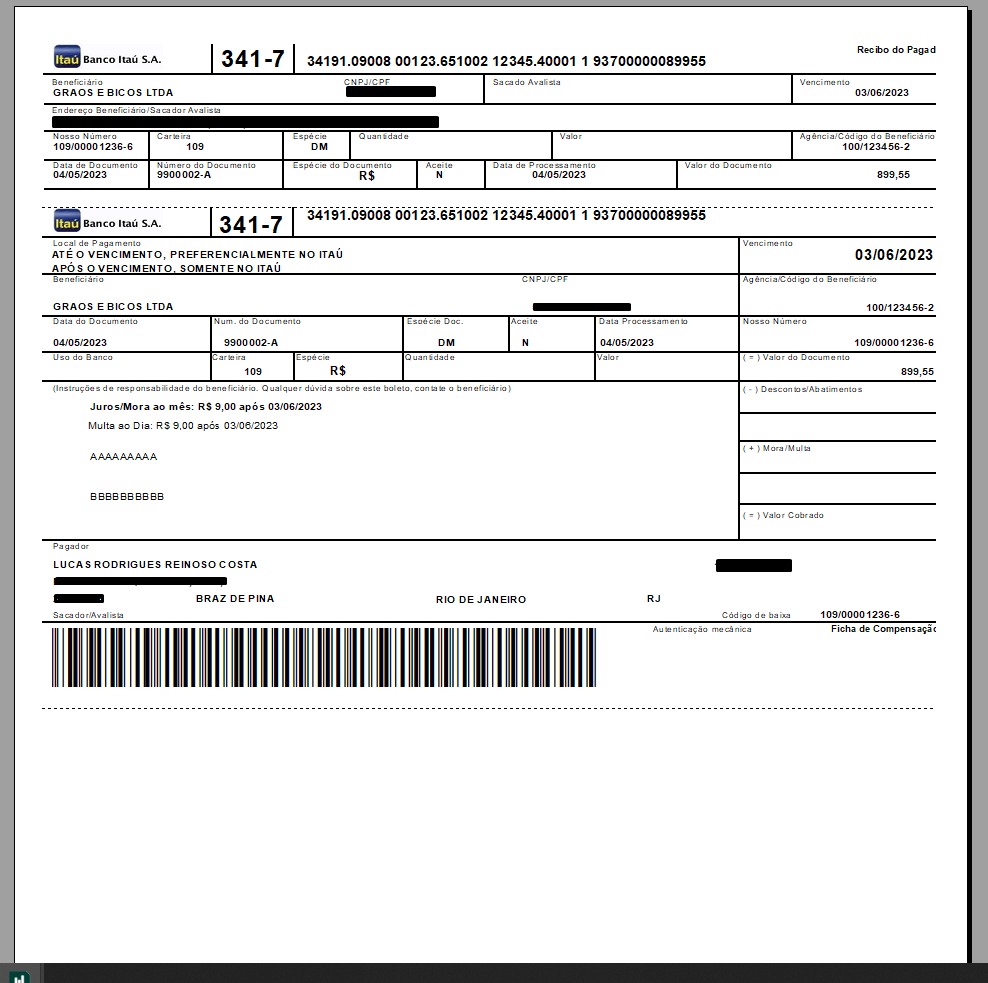 Itaú Banco Itaú S.A. 341-7 34191.09008 00123.651002 12345.40001 1 93700000089955 Recibo do Pagad
Beneficiário CNPJ/CPF Sacado Avalista Vencimento
GRAOS E BICOS LTDA 03/06/2023
Endereço Beneficiário/Sacador Avalista
Nosso Número Carteira Espécie Quantidade Valor Agência/Código do Beneficiário
109/00001236-6 109 DM 100/123456-2
Data do Documento Número do Documento Espécie do Documento Aceite Data de Processamento Valor do Documento
04/05/2023 9900002-A R$ N 04/05/2023 899,55
Itaú Banco Itaú S.A. 341-7 34191.09008 00123.651002 12345.40001 1 93700000089955
Local de Pagamento Vencimento
ATÉ O VENCIMENTO, PREFERENCIALMENTE NO ITAÚ 03/06/2023
APÓS O VENCIMENTO, SOMENTE NO ITAÚ
Beneficiário CNPJ/CPF Agência/Código do Beneficiário
GRAOS E BICOS LTDA 100/123456-2
Data do Documento Num. do Documento Espécie Doc. Aceite Data Processamento Nosso Número
04/05/2023 9900002-A DM N 04/05/2023 109/00001236-6
Uso do Banco Carteira Espécie Quantidade Valor ( = ) Valor do Documento
109 R$ 899,55
(Instruções de responsabilidade do beneficiário. Qualquer dúvida sobre este boleto, contate o beneficiário) ( - ) Descontos/Abatimentos
Juros/Mora ao mês: R$ 9,00 após 03/06/2023
Multa ao Dia: R$ 9,00 após 03/06/2023
( + ) Mora/Multa
AAAAAAAAA
BBBBBBBBBB
( = ) Valor Cobrado
Pagador
LUCAS RODRIGUES REINOSO COSTA
BRAZ DE PINA RIO DE JANEIRO RJ
Sacador/Avalista Código de baixa 109/00001236-6
Autenticação mecânica Ficha de Compensaçã